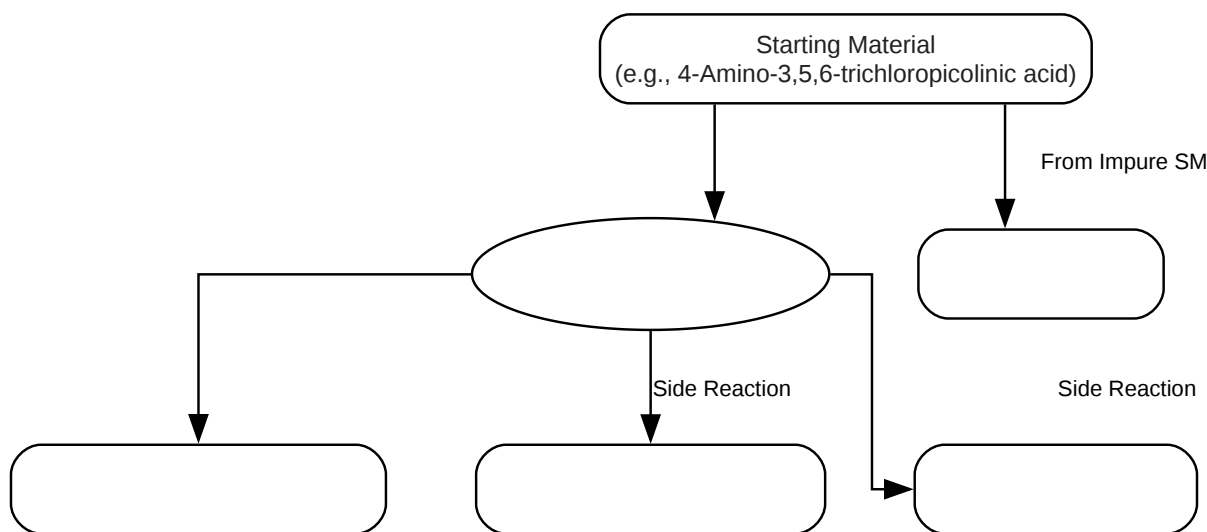 Starting Material
(e.g., 4-Amino-3,5,6-trichloropicolinic acid)
From Impure SM
Side Reaction
Side Reaction